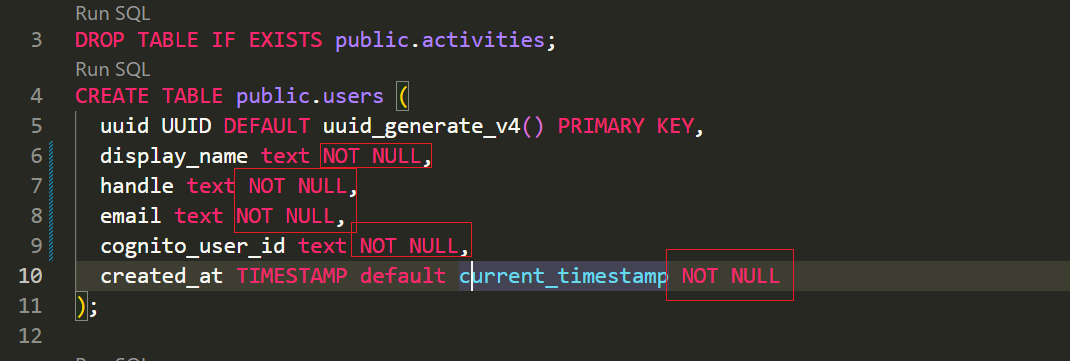 Run SQL
3 DROP TABLE IF EXISTS public.activities;
Run SQL
4 CREATE TABLE public.users (
5 uuid UUID DEFAULT uuid_generate_v4() PRIMARY KEY,
6 display_name text NOT NULL,
7 handle text NOT NULL,
8 email text NOT NULL,
9 cognito_user_id text NOT NULL,
10 created_at TIMESTAMP default current_timestamp NOT NULL
11 );
12
Run SQL